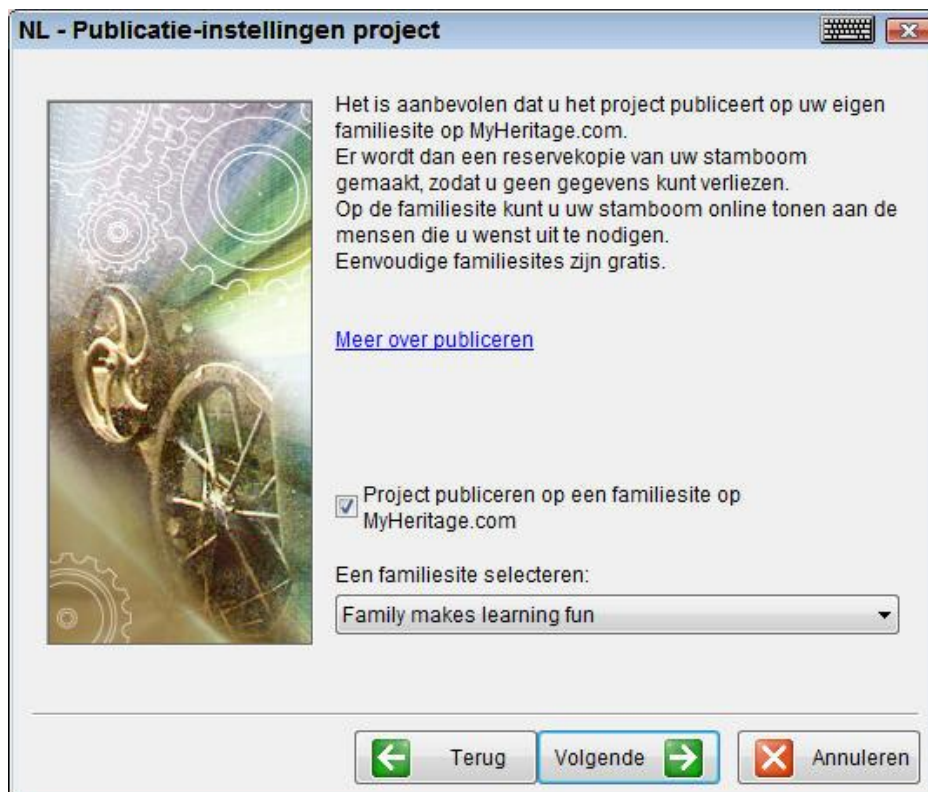 NL - Publicatie-instellingen project
Het is aanbevolen dat u het project publiceert op uw eigen
familiesite op MyHeritage.com.
Er wordt dan een reservekopie van uw stamboom
gemaakt, zodat u geen gegevens kunt verliezen.
Op de familiesite kunt u uw stamboom online tonen aan de
mensen die u wenst uit te nodigen.
Eenvoudige familiesites zijn gratis.
Meer over publiceren
Project publiceren op een familiesite op
MyHeritage.com
Een familiesite selecteren:
Family makes learning fun
Terug
Volgende
Annuleren